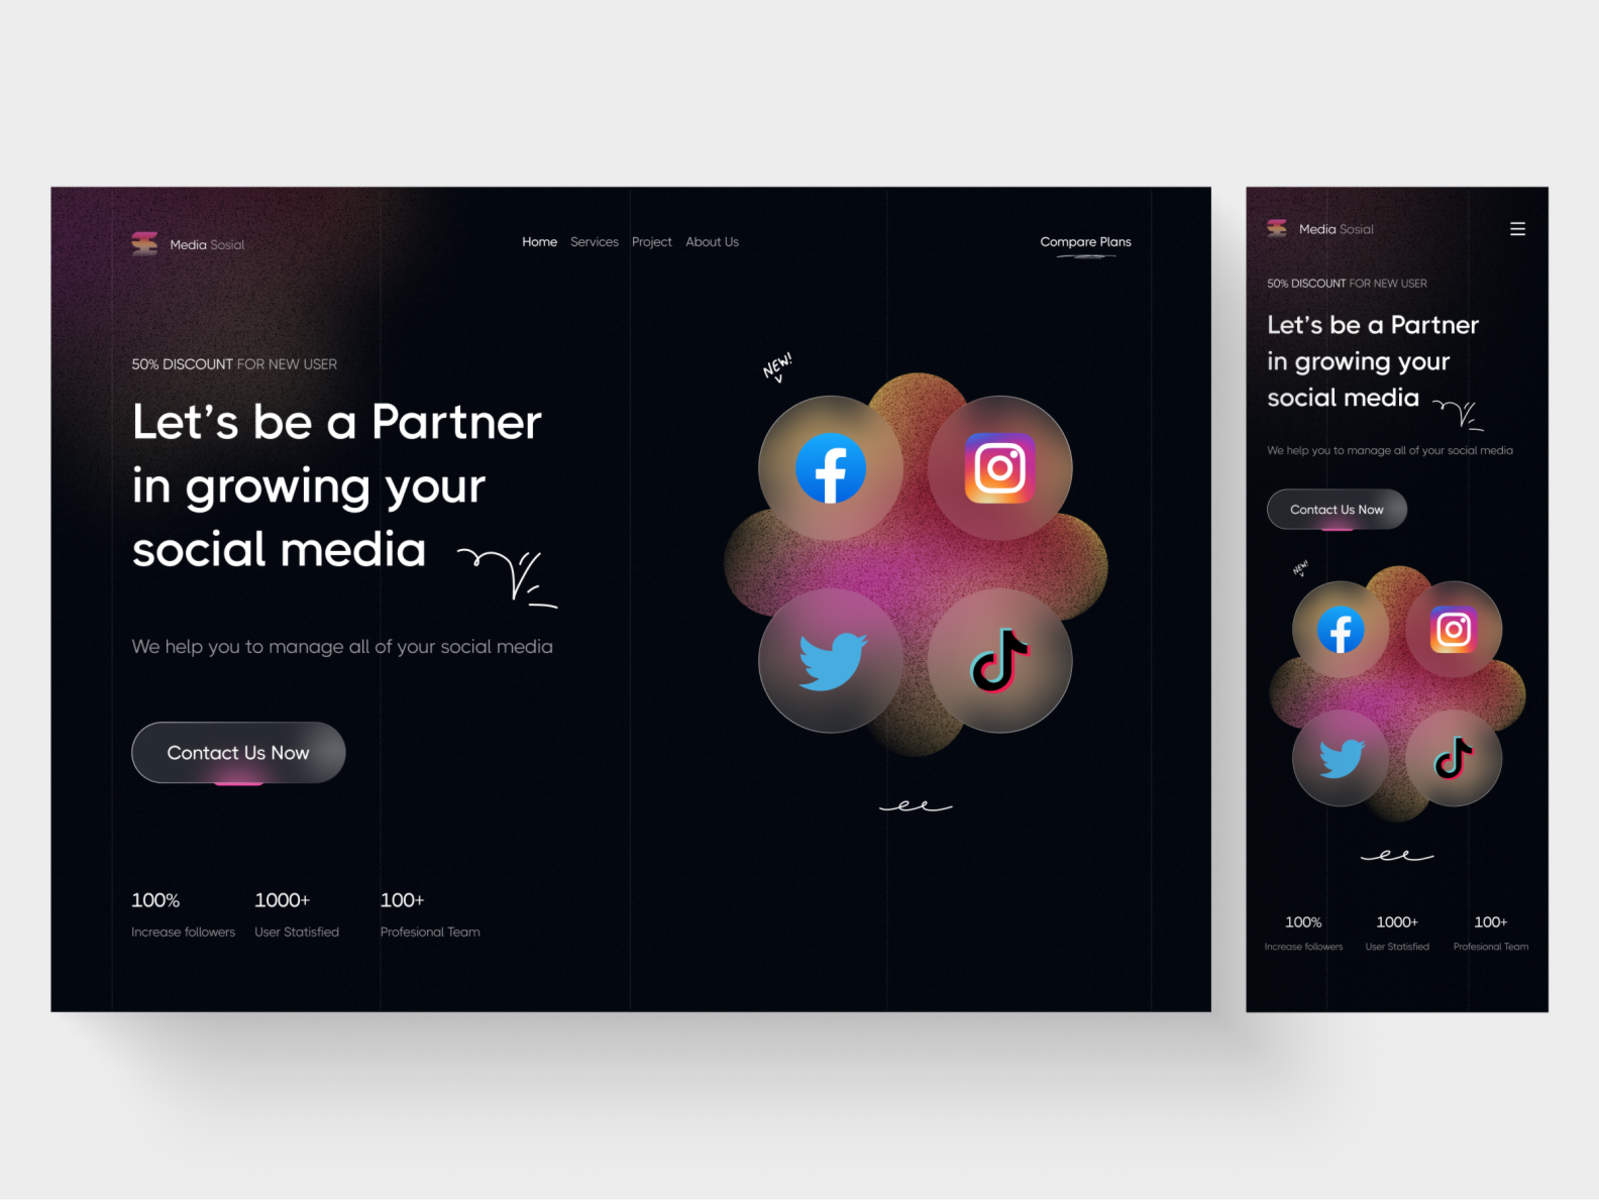 Media Sosial
Home Services Project About Us
Compare Plans
50% DISCOUNT FOR NEW USER
Let's be a Partner
in growing your
social media
We help you to manage all of your social media
Contact Us Now
100% 1000+ 100+
Increase followers User Statisfied Profesional Team
NEW!
Media Sosial
50% DISCOUNT FOR NEW USER
Let's be a Partner
in growing your
social media
We help you to manage all of your social media
Contact Us Now
NEW!
100% 1000+ 100+
Increase followers User Statisfied Profesional Team